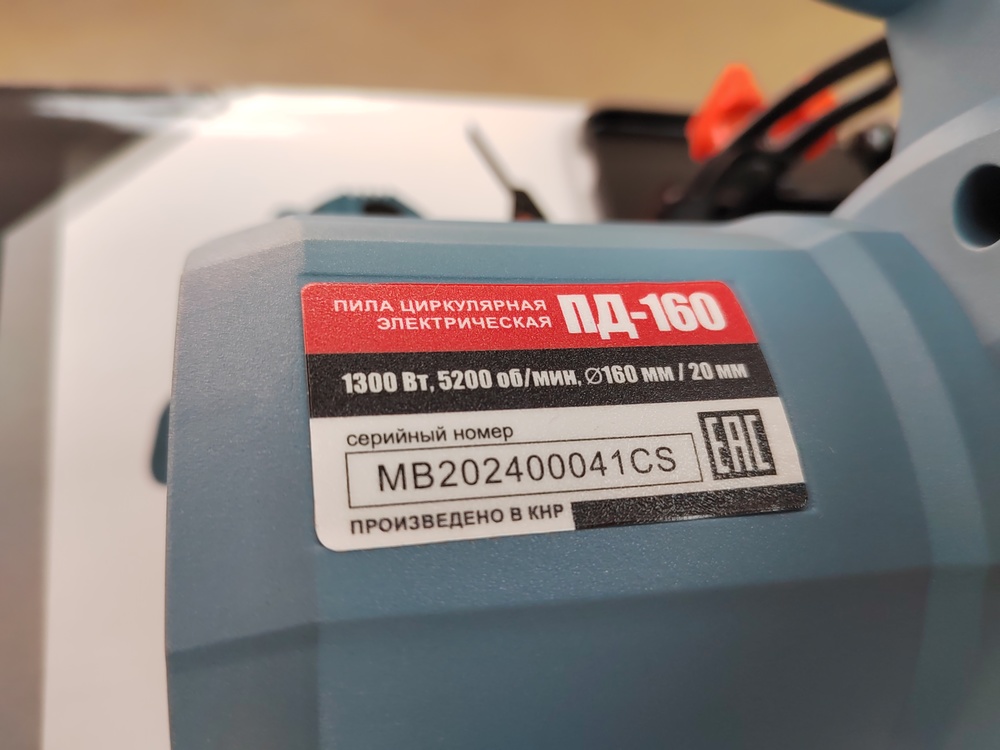 ПИЛА ЦИРКУЛЯРНАЯ
ЭЛЕКТРИЧЕСКАЯ ПД-160
1300 Вт, 5200 об/мин, Ø160 мм / 20 мм
серийный номер
MB202400041CS
EAC
ПРОИЗВЕДЕНО В КНР